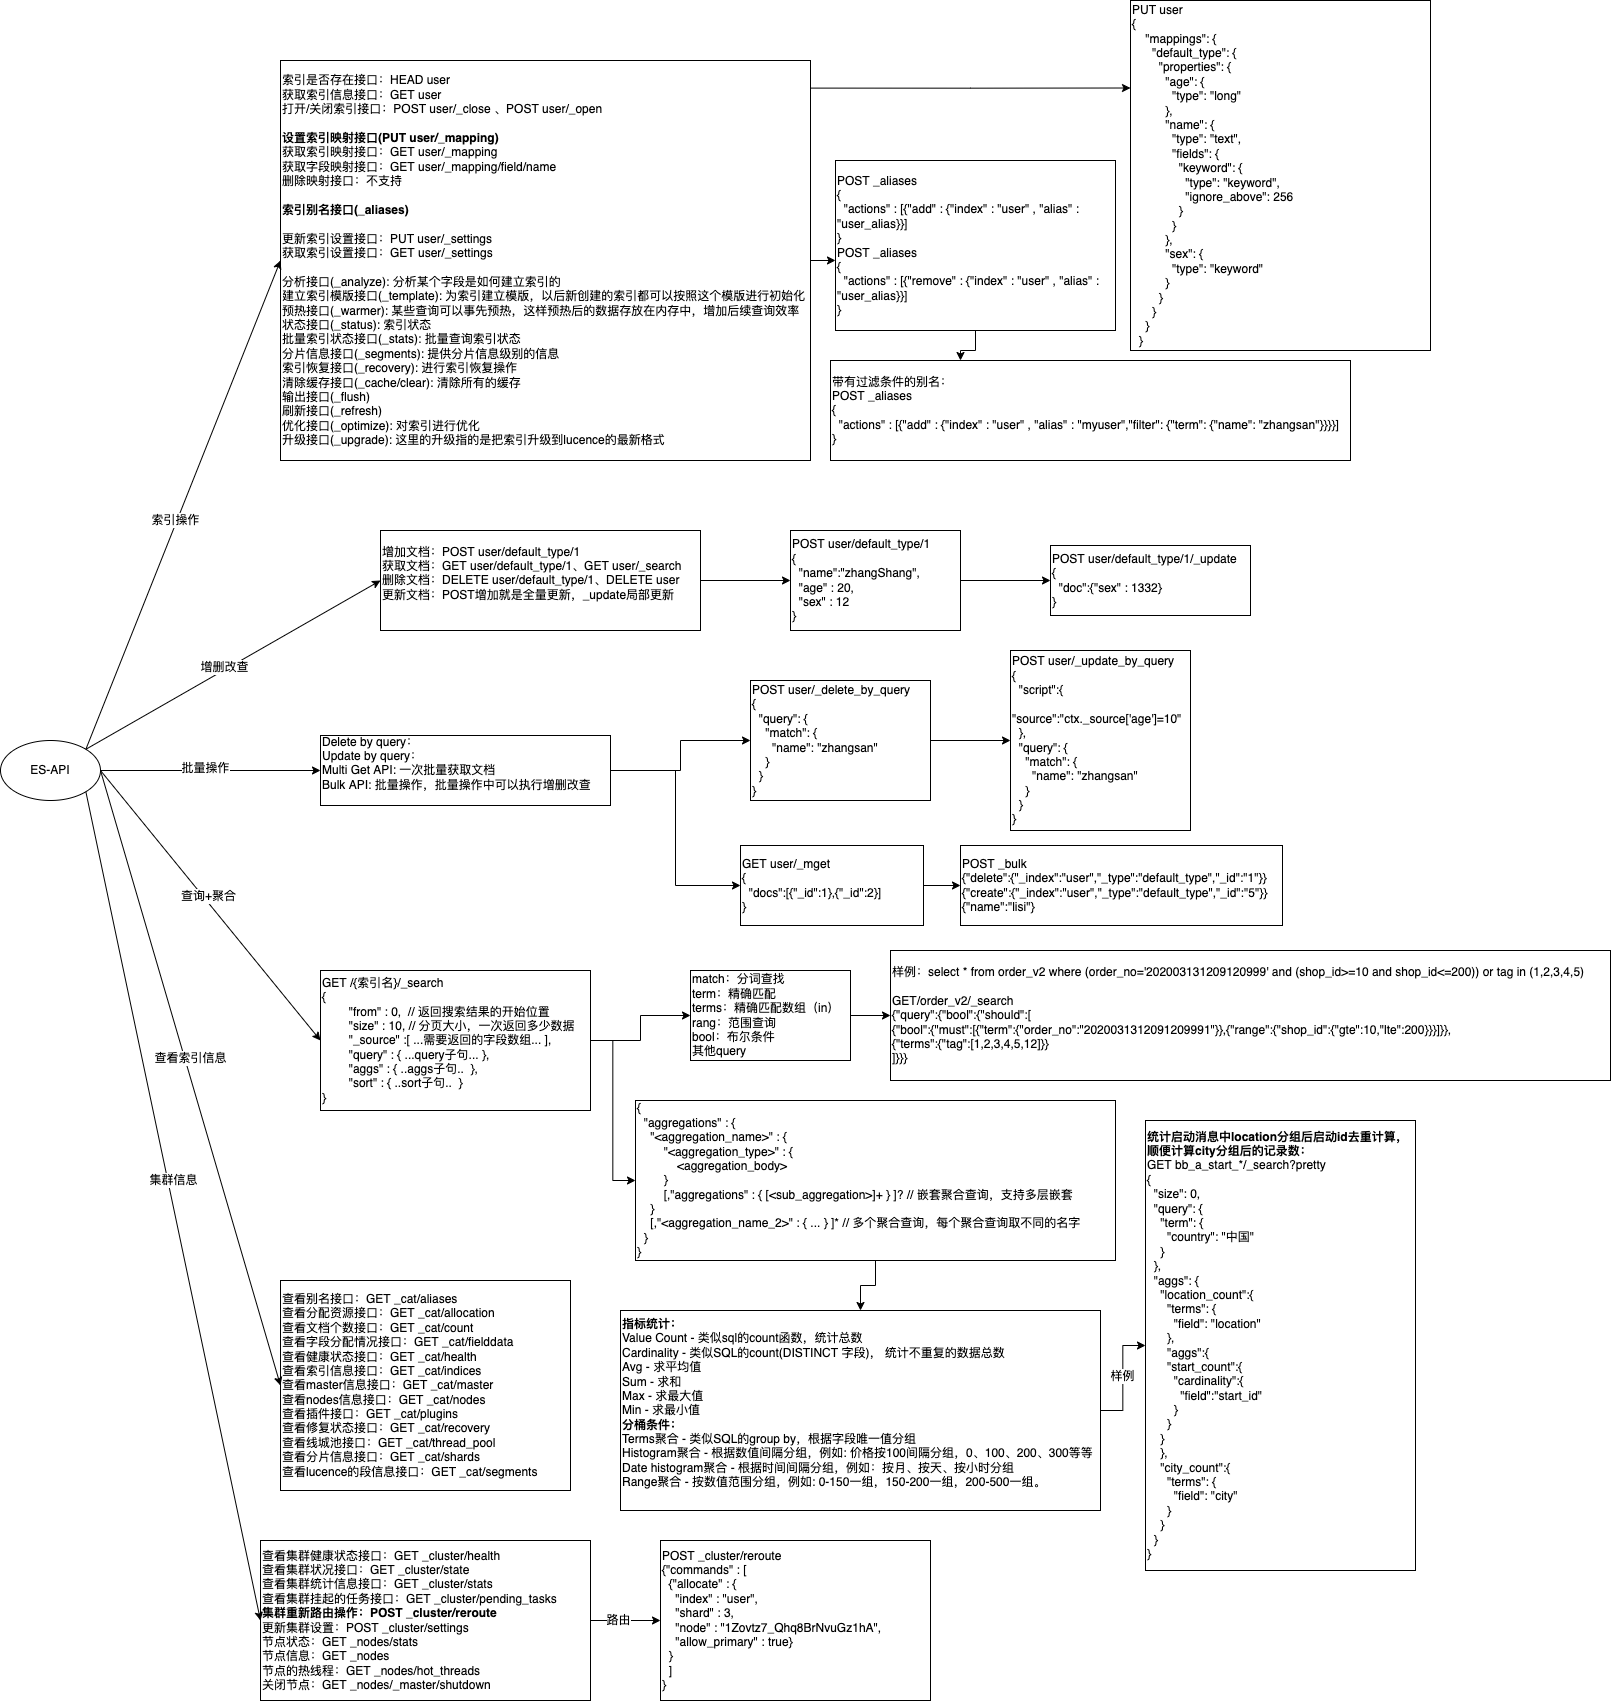 ES-API
索引操作
索引是否存在接口：HEAD user
获取索引信息接口：GET user
打开/关闭索引接口：POST user/_close 、POST user/_open
设置索引映射接口(PUT user/_mapping)
获取索引映射接口：GET user/_mapping
获取字段映射接口：GET user/_mapping/field/name
删除映射接口：不支持
索引别名接口(_aliases)
更新索引设置接口：PUT user/_settings
获取索引设置接口：GET user/_settings
分析接口(_analyze): 分析某个字段是如何建立索引的
建立索引模版接口(_template): 为索引建立模版，以后新创建的索引都可以按照这个模版进行初始化
预热接口(_warmer): 某些查询可以事先预热，这样预热后的数据存放在内存中，增加后续查询效率
状态接口(_status): 索引状态
批量索引状态接口(_stats): 批量查询索引状态
分片信息接口(_segments): 提供分片信息级别的信息
索引恢复接口(_recovery): 进行索引恢复操作
清除缓存接口(_cache/clear): 清除所有的缓存
输出接口(_flush)
刷新接口(_refresh)
优化接口(_optimize): 对索引进行优化
升级接口(_upgrade): 这里的升级指的是把索引升级到lucence的最新格式
PUT user
{
"mappings": {
"default_type": {
"properties": {
"age": {
"type": "long"
},
"name": {
"type": "text",
"fields": {
"keyword": {
"type": "keyword",
"ignore_above": 256
}
}
},
"sex": {
"type": "keyword"
}
}
}
}
}
POST _aliases
{
"actions" : [{"add" : {"index" : "user" , "alias" :
"user_alias}}]
}
POST _aliases
{
"actions" : [{"remove" : {"index" : "user" , "alias" :
"user_alias}}]
}
带有过滤条件的别名：
POST _aliases
{
"actions" : [{"add" : {"index" : "user" , "alias" : "myuser","filter": {"term": {"name": "zhangsan"}}}}]
}
增删改查
增加文档：POST user/default_type/1
获取文档：GET user/default_type/1、GET user/_search
删除文档：DELETE user/default_type/1、DELETE user
更新文档：POST增加就是全量更新，_update局部更新
POST user/default_type/1
{
"name":"zhangShang",
"age" : 20,
"sex" : 12
}
POST user/default_type/1/_update
{
"doc":{"sex" : 1332}
}
批量操作
Delete by query：
Update by query：
Multi Get API: 一次批量获取文档
Bulk API: 批量操作，批量操作中可以执行增删改查
POST user/_delete_by_query
{
"query": {
"match": {
"name": "zhangsan"
}
}
}
POST user/_update_by_query
{
"script":{
"source":"ctx._source['age']=10"
},
"query": {
"match": {
"name": "zhangsan"
}
}
}
GET user/_mget
{
"docs":[{"_id":1},{"_id":2}]
}
POST _bulk
{"delete":{"_index":"user","_type":"default_type","_id":"1"}}
{"create":{"_index":"user","_type":"default_type","_id":"5"}}
{"name":"lisi"}
查询+聚合
GET /{索引名}/_search
{
"from" : 0,  // 返回搜索结果的开始位置
"size" : 10, // 分页大小，一次返回多少数据
"_source" :[ ...需要返回的字段数组... ],
"query" : { ...query子句... },
"aggs" : { ..aggs子句..  },
"sort" : { ..sort子句..  }
}
match：分词查找
term：精确匹配
terms：精确匹配数组（in）
rang：范围查询
bool：布尔条件
其他query
样例：select * from order_v2 where (order_no='202003131209120999' and (shop_id>=10 and shop_id<=200)) or tag in (1,2,3,4,5)
GET/order_v2/_search
{"query":{"bool":{"should":[
{"bool":{"must":[{"term":{"order_no":"2020031312091209991"}},{"range":{"shop_id":{"gte":10,"lte":200}}}]}},
{"terms":{"tag":[1,2,3,4,5,12]}}
]}}}
{
"aggregations" : {
"<aggregation_name>" : {
"<aggregation_type>" : {
<aggregation_body>
}
[,"aggregations" : { [<sub_aggregation>]+ } ]? // 嵌套聚合查询，支持多层嵌套
}
[,"<aggregation_name_2>" : { ... } ]* // 多个聚合查询，每个聚合查询取不同的名字
}
}
指标统计：
Value Count - 类似sql的count函数，统计总数
Cardinality - 类似SQL的count(DISTINCT 字段)， 统计不重复的数据总数
Avg - 求平均值
Sum - 求和
Max - 求最大值
Min - 求最小值
分桶条件：
Terms聚合 - 类似SQL的group by，根据字段唯一值分组
Histogram聚合 - 根据数值间隔分组，例如: 价格按100间隔分组，0、100、200、300等等
Date histogram聚合 - 根据时间间隔分组，例如：按月、按天、按小时分组
Range聚合 - 按数值范围分组，例如: 0-150一组，150-200一组，200-500一组。
样例
统计启动消息中location分组后启动id去重计算，
顺便计算city分组后的记录数：
GET bb_a_start_*/_search?pretty
{
"size": 0,
"query": {
"term": {
"country": "中国"
}
},
"aggs": {
"location_count":{
"terms": {
"field": "location"
},
"aggs":{
"start_count":{
"cardinality":{
"field":"start_id"
}
}
}
},
"city_count":{
"terms": {
"field": "city"
}
}
}
}
查看索引信息
查看别名接口：GET _cat/aliases
查看分配资源接口：GET _cat/allocation
查看文档个数接口：GET _cat/count
查看字段分配情况接口：GET _cat/fielddata
查看健康状态接口：GET _cat/health
查看索引信息接口：GET _cat/indices
查看master信息接口：GET _cat/master
查看nodes信息接口：GET _cat/nodes
查看插件接口：GET _cat/plugins
查看修复状态接口：GET _cat/recovery
查看线城池接口：GET _cat/thread_pool
查看分片信息接口：GET _cat/shards
查看lucence的段信息接口：GET _cat/segments
集群信息
查看集群健康状态接口：GET _cluster/health
查看集群状况接口：GET _cluster/state
查看集群统计信息接口：GET _cluster/stats
查看集群挂起的任务接口：GET _cluster/pending_tasks
集群重新路由操作：POST _cluster/reroute
更新集群设置：POST _cluster/settings
节点状态：GET _nodes/stats
节点信息：GET _nodes
节点的热线程：GET _nodes/hot_threads
关闭节点：GET _nodes/_master/shutdown
路由
POST _cluster/reroute
{"commands" : [
{"allocate" : {
"index" : "user",
"shard" : 3,
"node" : "1Zovtz7_Qhq8BrNvuGz1hA",
"allow_primary" : true}
}
]
}